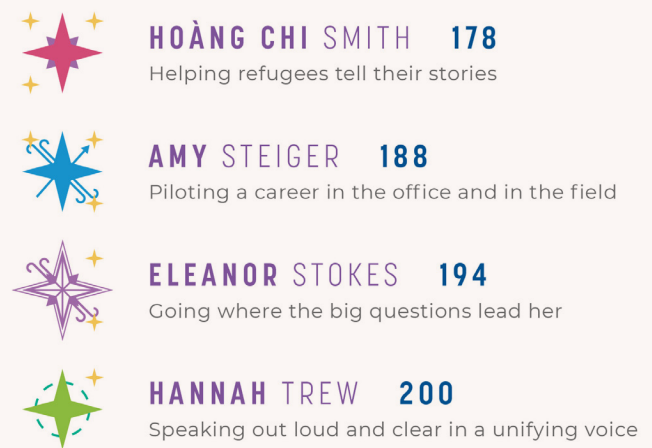 HOÀNG CHI SMITH 178
Helping refugees tell their stories
AMY STEIGER 188
Piloting a career in the office and in the field
ELEANOR STOKES 194
Going where the big questions lead her
HANNAH TREW 200
Speaking out loud and clear in a unifying voice